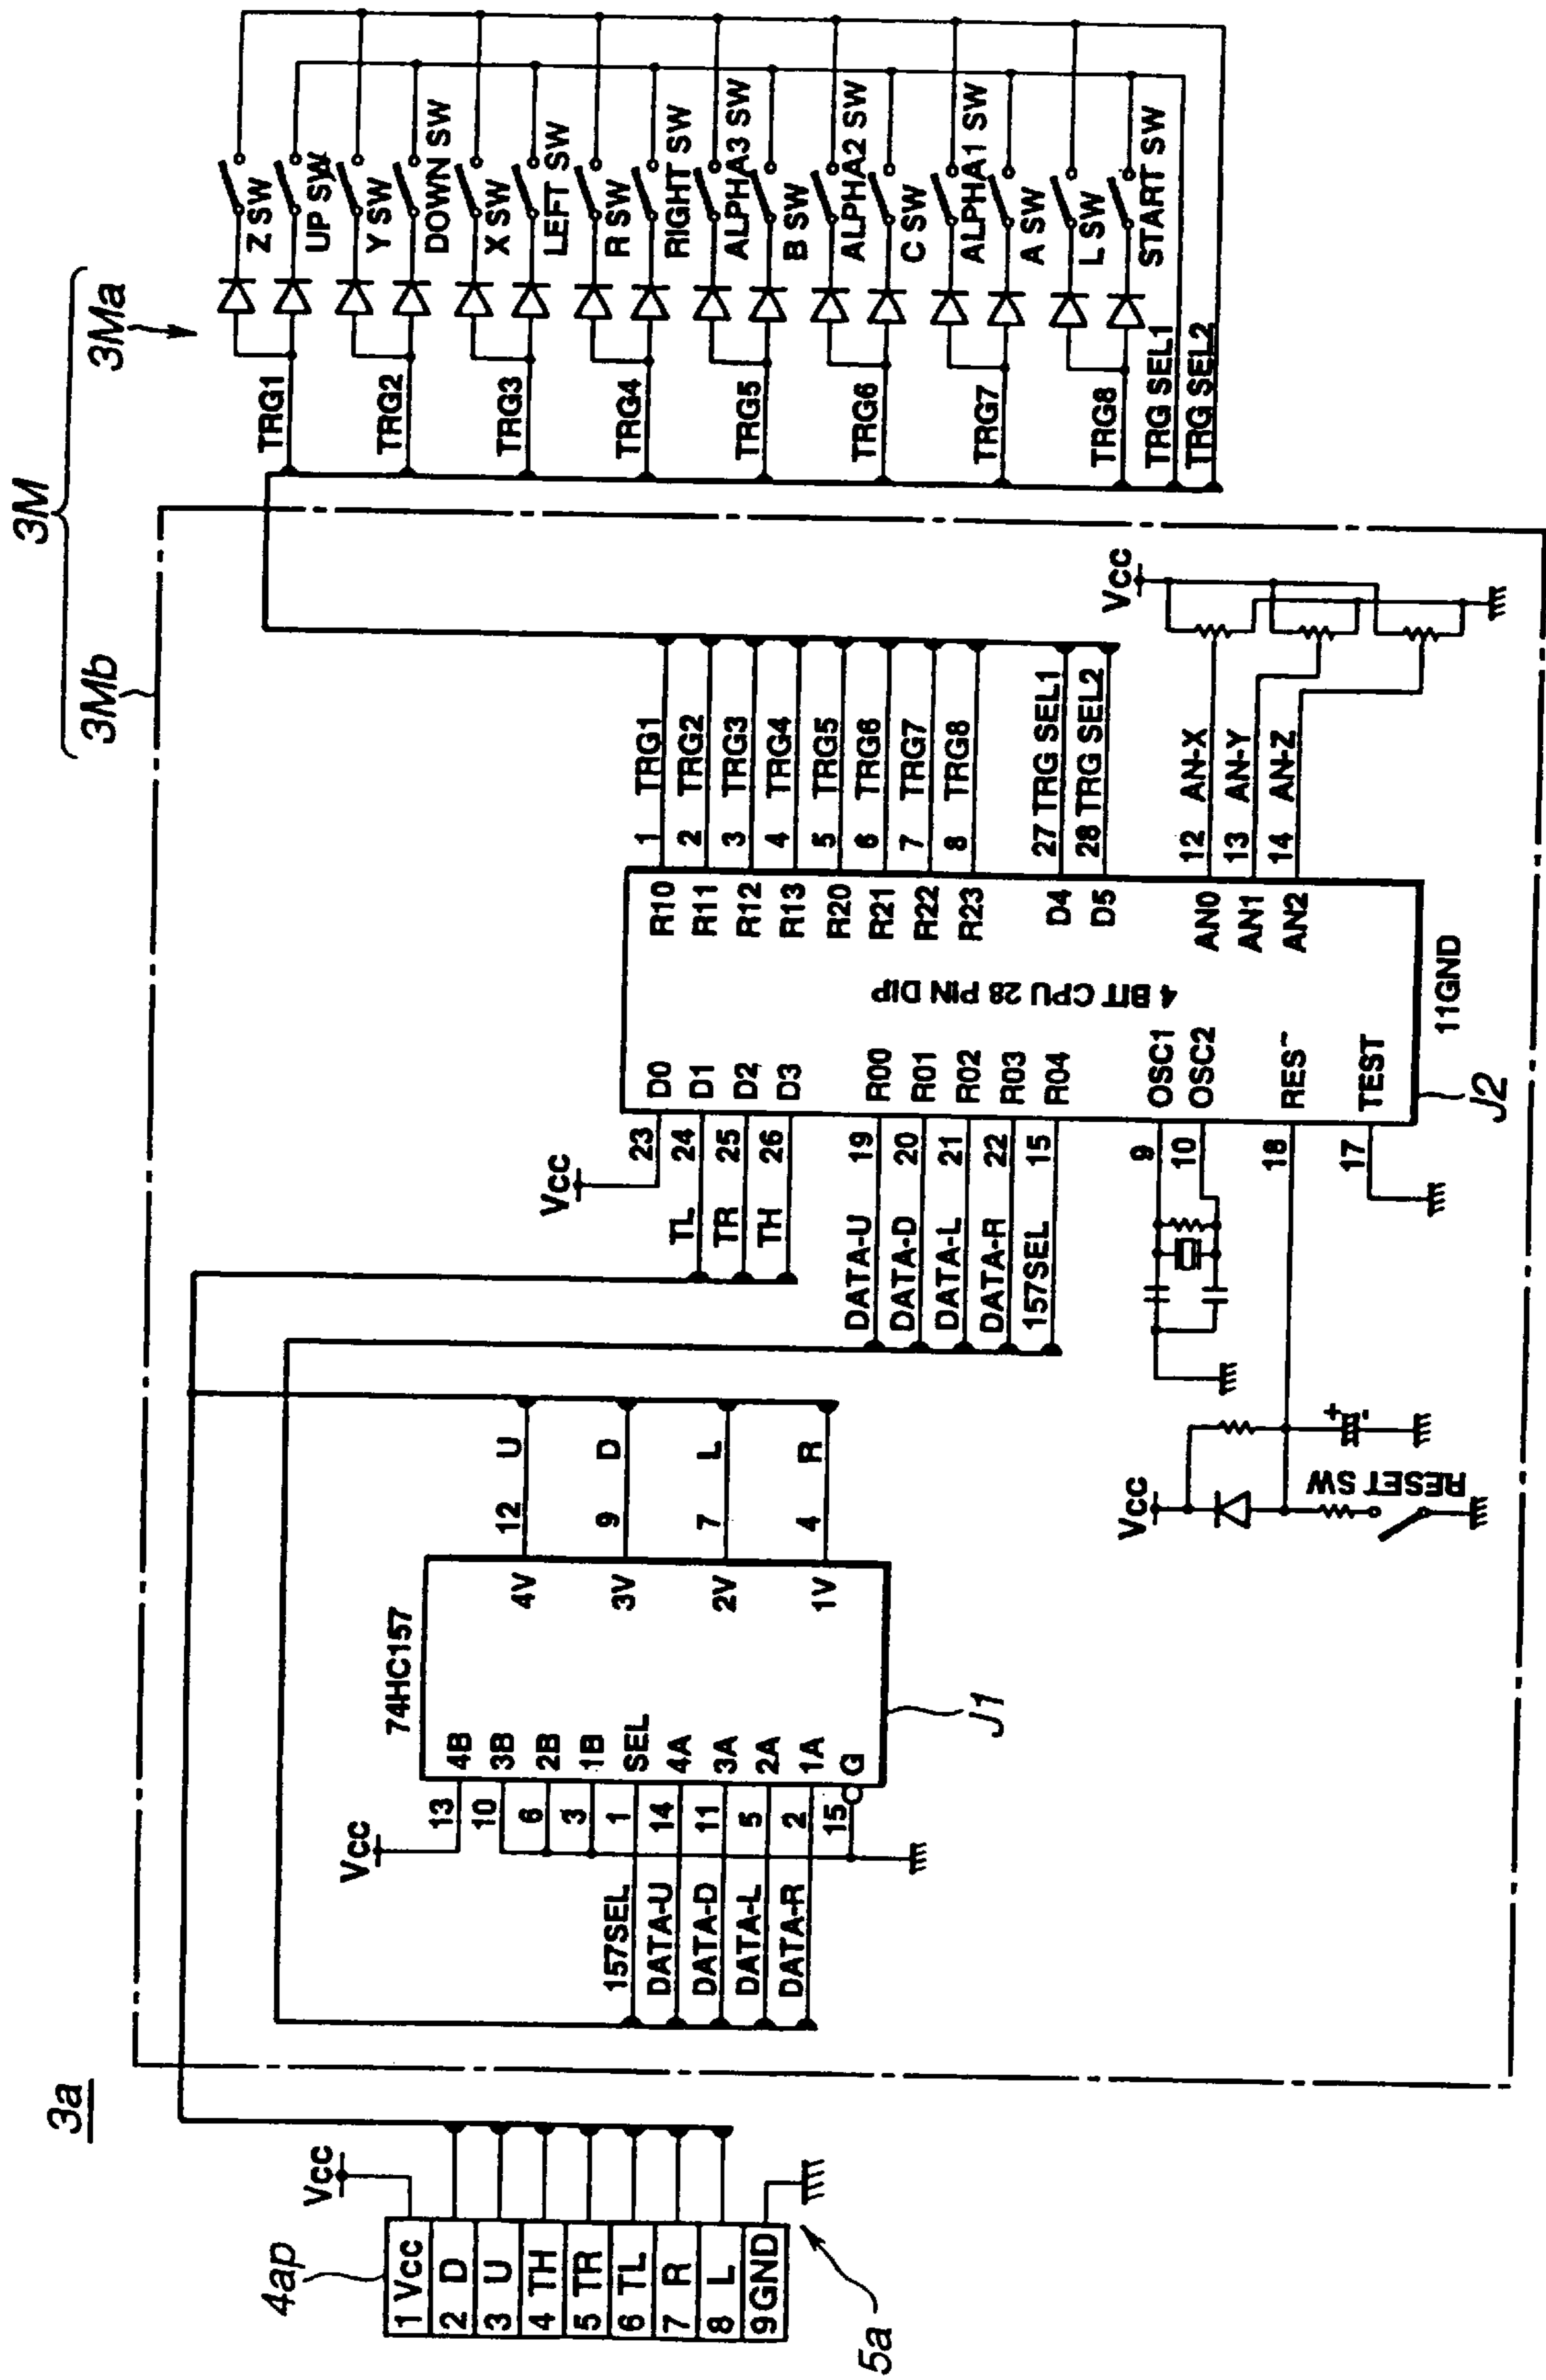 3a
4ap
Vcc
1 Vcc
2 D
3 U
4 TH
5 TR
6 TL
7 R
8 L
9 GND
5a
3M
3Mb
3Ma
74HC157
Vcc
13 4B
10 3B
6 2B
3 1B
157SEL 1 SEL
DATA-U 14 4A
DATA-D 11 3A
DATA-L 5 2A
DATA-R 2 1A
15 G
4V 12 U
3V 9 D
2V 7 L
1V 4 R
J1
Vcc
RESET SW
+
-
Vcc
23 D0
TL 24 D1
TR 25 D2
TH 26 D3
DATA-U 19 R00
DATA-D 20 R01
DATA-L 21 R02
DATA-R 22 R03
157SEL 15 R04
9 OSC1
10 OSC2
18 RES-
17 TEST
4 BIT CPU 28 PIN DIP
J2
11GND
R10 1 TRG1
R11 2 TRG2
R12 3 TRG3
R13 4 TRG4
R20 5 TRG5
R21 6 TRG6
R22 7 TRG7
R23 8 TRG8
D4 27 TRG SEL1
D5 28 TRG SEL2
AN0 12 AN-X
AN1 13 AN-Y
AN2 14 AN-Z
Vcc
TRG1
Z SW
UP SW
TRG2
Y SW
DOWN SW
TRG3
X SW
LEFT SW
TRG4
R SW
RIGHT SW
TRG5
ALPHA3 SW
B SW
TRG6
ALPHA2 SW
C SW
TRG7
ALPHA1 SW
A SW
TRG8
L SW
START SW
TRG SEL1
TRG SEL2